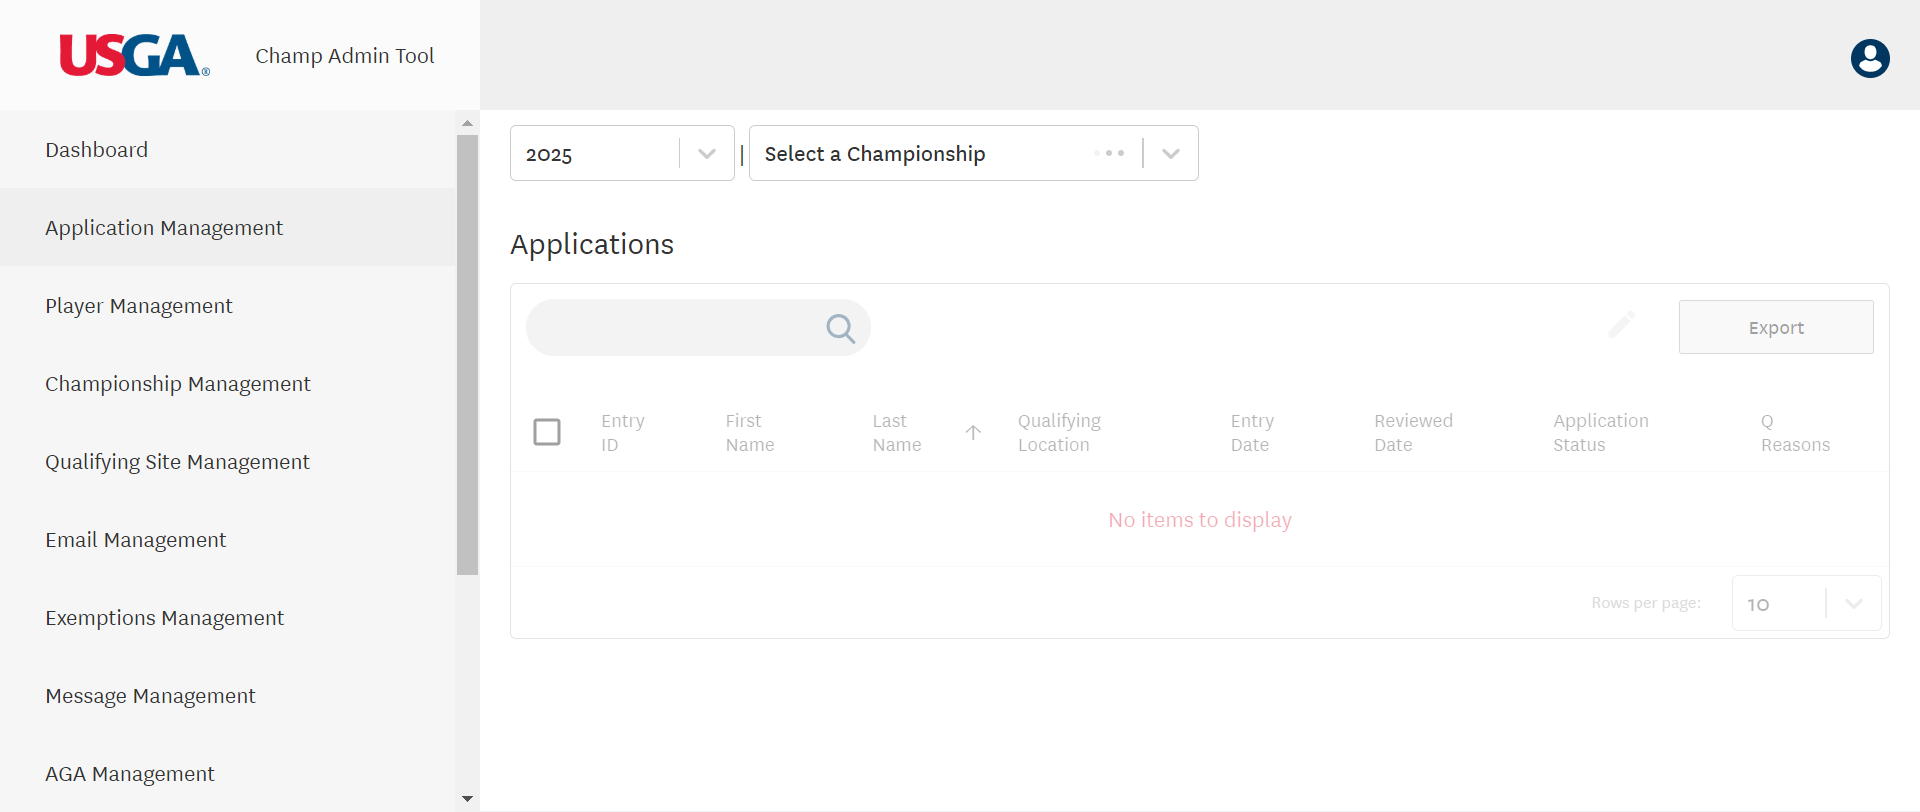 USGA®
Champ Admin Tool
Dashboard
Application Management
Player Management
Championship Management
Qualifying Site Management
Email Management
Exemptions Management
Message Management
AGA Management
2025
|
Select a Championship
Applications
Export
Entry
ID
First
Name
Last
Name
Qualifying
Location
Entry
Date
Reviewed
Date
Application
Status
Q
Reasons
No items to display
Rows per page:
10